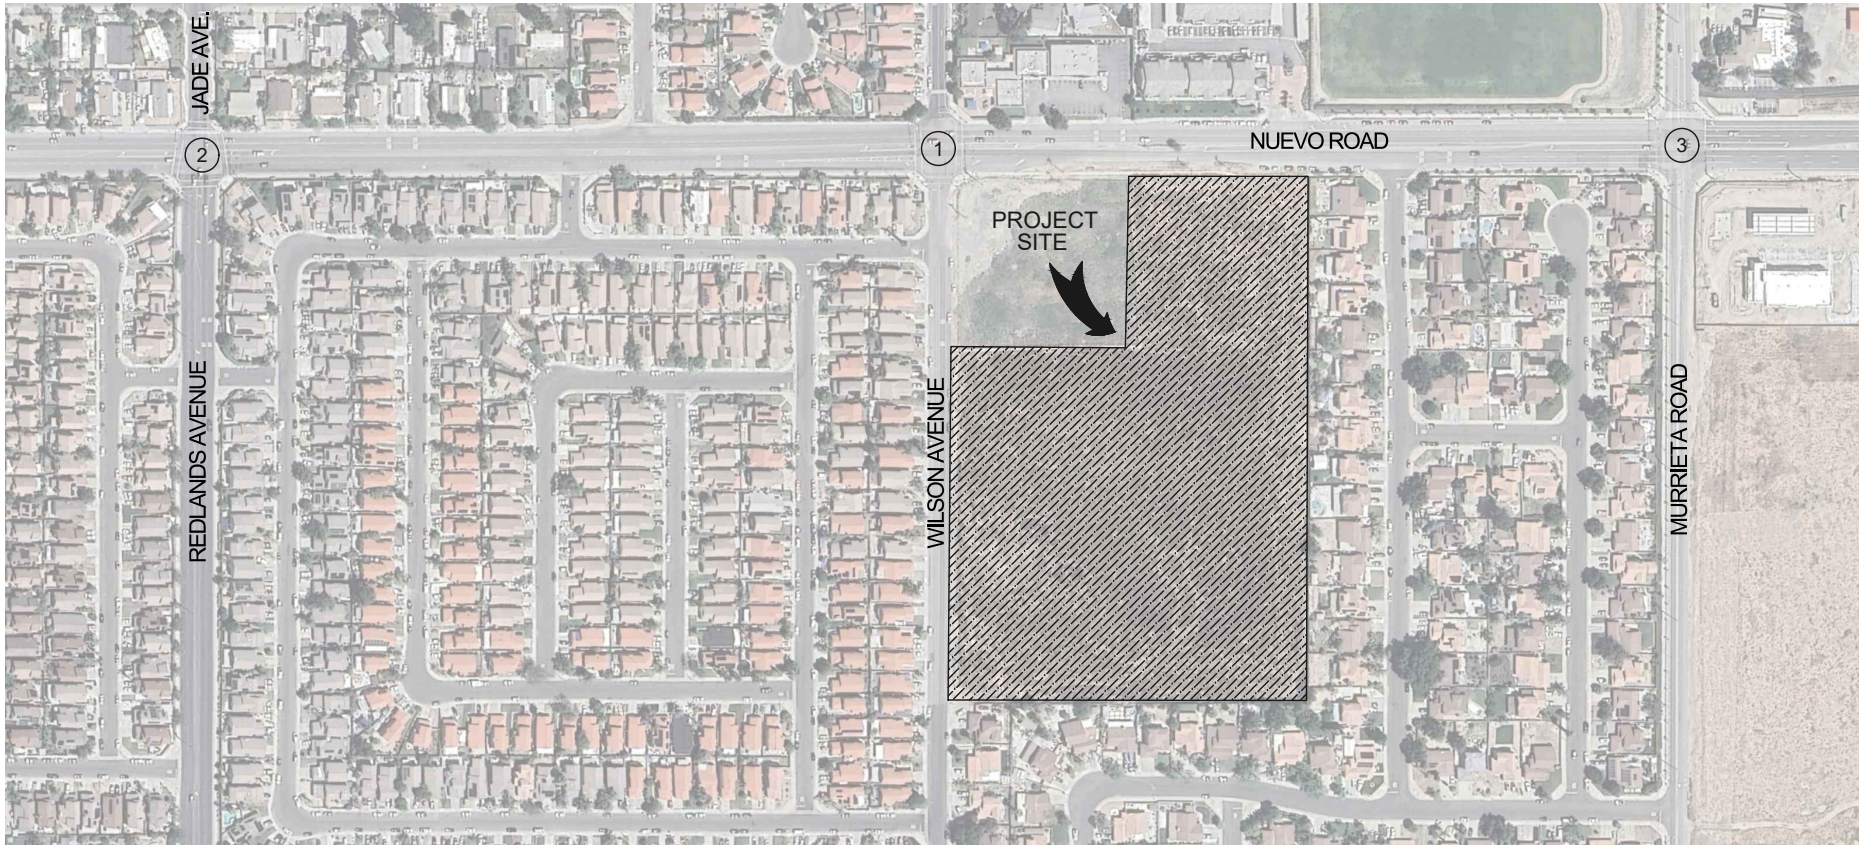 JADE AVE.
2
1
NUEVO ROAD
3
PROJECT
SITE
REDLANDS AVENUE
WILSON AVENUE
MURRIETA ROAD